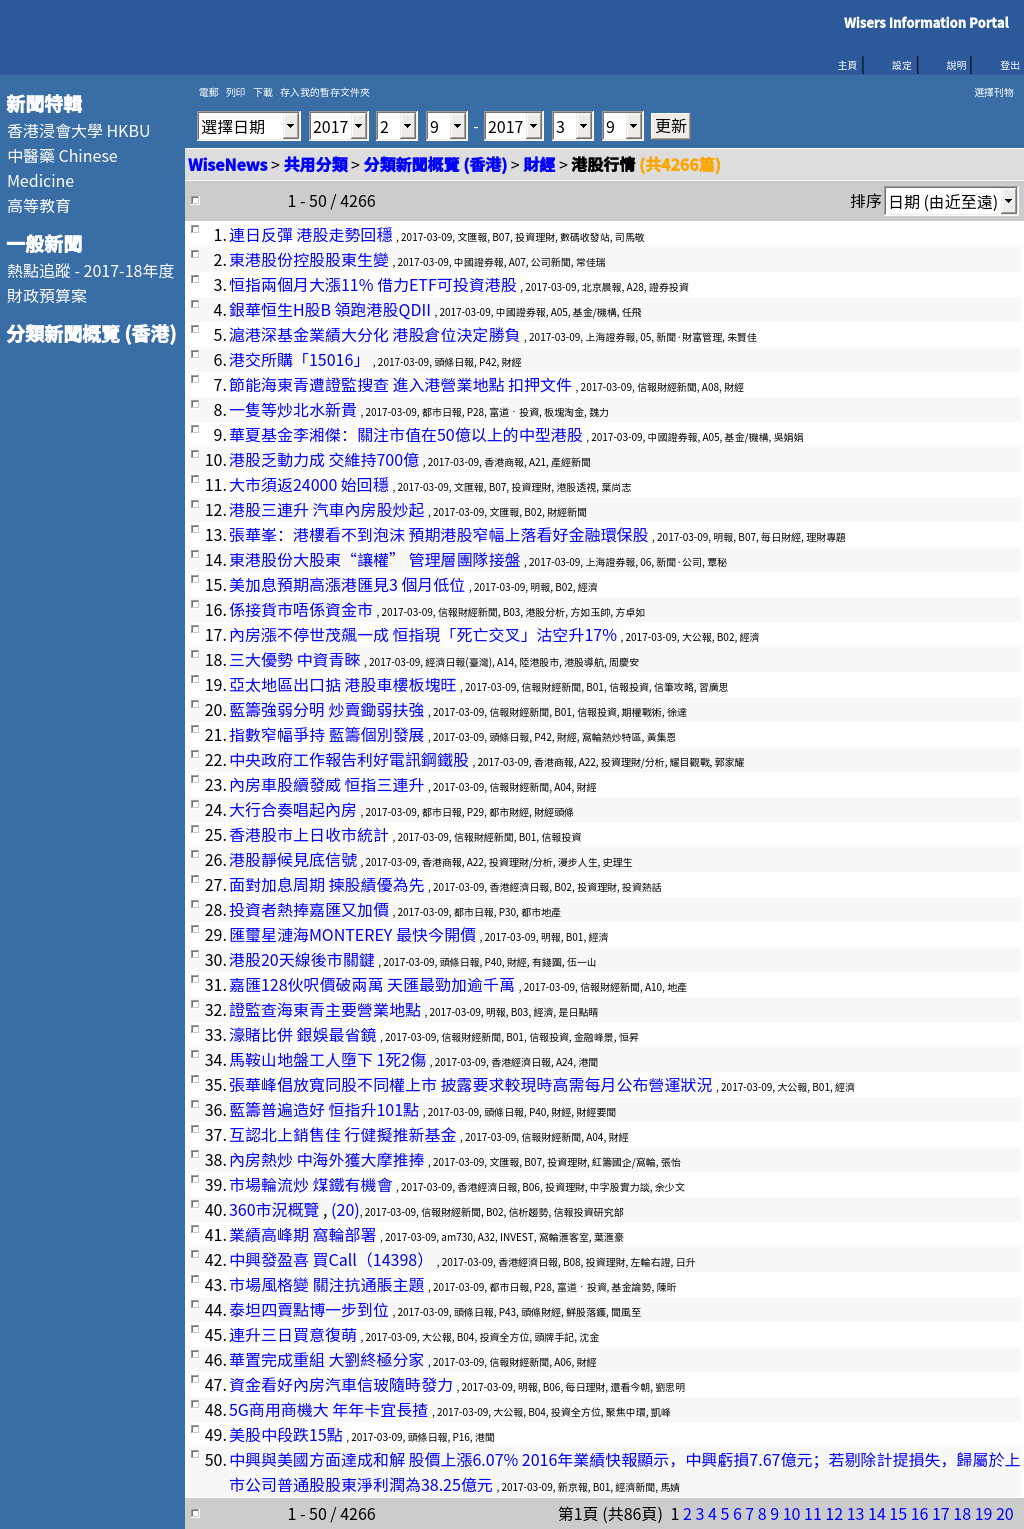 Wisers Information Portal
主頁 設定 說明 登出
電郵 列印 下載 存入我的暫存文件夾 選擇刊物
選擇日期 2017 2 9 - 2017 3 9 更新
新聞特輯
香港浸會大學 HKBU
中醫藥 Chinese
Medicine
高等教育
一般新聞
熱點追蹤 - 2017-18年度
財政預算案
分類新聞概覽 (香港)
WiseNews > 共用分類 > 分類新聞概覽 (香港) > 財經 > 港股行情 (共4266篇)
1 - 50 / 4266 排序 日期 (由近至遠)
1. 連日反彈 港股走勢回穩 , 2017-03-09, 文匯報, B07, 投資理財, 數碼收發站, 司馬敬
2. 東港股份控股股東生變 , 2017-03-09, 中國證券報, A07, 公司新聞, 常佳瑞
3. 恒指兩個月大漲11% 借力ETF可投資港股 , 2017-03-09, 北京晨報, A28, 證券投資
4. 銀華恒生H股B 領跑港股QDII , 2017-03-09, 中國證券報, A05, 基金/機構, 任飛
5. 滬港深基金業績大分化 港股倉位決定勝負 , 2017-03-09, 上海證券報, 05, 新聞·財富管理, 朱賢佳
6. 港交所購「15016」 , 2017-03-09, 頭條日報, P42, 財經
7. 節能海東青遭證監搜查 進入港營業地點 扣押文件 , 2017-03-09, 信報財經新聞, A08, 財經
8. 一隻等炒北水新貴 , 2017-03-09, 都市日報, P28, 富道‧投資, 板塊淘金, 魏力
9. 華夏基金李湘傑：關注市值在50億以上的中型港股 , 2017-03-09, 中國證券報, A05, 基金/機構, 吳娟娟
10. 港股乏動力成 交維持700億 , 2017-03-09, 香港商報, A21, 產經新聞
11. 大市須返24000 始回穩 , 2017-03-09, 文匯報, B07, 投資理財, 港股透視, 葉尚志
12. 港股三連升 汽車內房股炒起 , 2017-03-09, 文匯報, B02, 財經新聞
13. 張華峯：港樓看不到泡沫 預期港股窄幅上落看好金融環保股 , 2017-03-09, 明報, B07, 每日財經, 理財專題
14. 東港股份大股東“讓權” 管理層團隊接盤 , 2017-03-09, 上海證券報, 06, 新聞·公司, 覃秘
15. 美加息預期高漲港匯見3 個月低位 , 2017-03-09, 明報, B02, 經濟
16. 係接貨市唔係資金市 , 2017-03-09, 信報財經新聞, B03, 港股分析, 方如玉帥, 方卓如
17. 內房漲不停世茂飆一成 恒指現「死亡交叉」沽空升17% , 2017-03-09, 大公報, B02, 經濟
18. 三大優勢 中資青睞 , 2017-03-09, 經濟日報(臺灣), A14, 陸港股市, 港股導航, 周慶安
19. 亞太地區出口掂 港股車樓板塊旺 , 2017-03-09, 信報財經新聞, B01, 信報投資, 信筆攻略, 習廣思
20. 藍籌強弱分明 炒賣鋤弱扶強 , 2017-03-09, 信報財經新聞, B01, 信報投資, 期權戰術, 徐達
21. 指數窄幅爭持 藍籌個別發展 , 2017-03-09, 頭條日報, P42, 財經, 窩輪熱炒特區, 黃集恩
22. 中央政府工作報告利好電訊鋼鐵股 , 2017-03-09, 香港商報, A22, 投資理財/分析, 耀目觀戰, 郭家耀
23. 內房車股續發威 恒指三連升 , 2017-03-09, 信報財經新聞, A04, 財經
24. 大行合奏唱起內房 , 2017-03-09, 都市日報, P29, 都市財經, 財經頭條
25. 香港股市上日收市統計 , 2017-03-09, 信報財經新聞, B01, 信報投資
26. 港股靜候見底信號 , 2017-03-09, 香港商報, A22, 投資理財/分析, 漫步人生, 史理生
27. 面對加息周期 揀股績優為先 , 2017-03-09, 香港經濟日報, B02, 投資理財, 投資熱話
28. 投資者熱捧嘉匯又加價 , 2017-03-09, 都市日報, P30, 都市地產
29. 匯璽星漣海MONTEREY 最快今開價 , 2017-03-09, 明報, B01, 經濟
30. 港股20天線後市關鍵 , 2017-03-09, 頭條日報, P40, 財經, 有錢圖, 伍一山
31. 嘉匯128伙呎價破兩萬 天匯最勁加逾千萬 , 2017-03-09, 信報財經新聞, A10, 地產
32. 證監查海東青主要營業地點 , 2017-03-09, 明報, B03, 經濟, 是日點睛
33. 濠賭比併 銀娛最省鏡 , 2017-03-09, 信報財經新聞, B01, 信報投資, 金融峰景, 恒昇
34. 馬鞍山地盤工人墮下 1死2傷 , 2017-03-09, 香港經濟日報, A24, 港聞
35. 張華峰倡放寬同股不同權上市 披露要求較現時高需每月公布營運狀況 , 2017-03-09, 大公報, B01, 經濟
36. 藍籌普遍造好 恒指升101點 , 2017-03-09, 頭條日報, P40, 財經, 財經要聞
37. 互認北上銷售佳 行健擬推新基金 , 2017-03-09, 信報財經新聞, A04, 財經
38. 內房熱炒 中海外獲大摩推捧 , 2017-03-09, 文匯報, B07, 投資理財, 紅籌國企/窩輪, 張怡
39. 市場輪流炒 煤鐵有機會 , 2017-03-09, 香港經濟日報, B06, 投資理財, 中字股實力談, 余少文
40. 360市況概覽 , (20), 2017-03-09, 信報財經新聞, B02, 信析趨勢, 信報投資研究部
41. 業績高峰期 窩輪部署 , 2017-03-09, am730, A32, INVEST, 窩輪滙客室, 葉滙豪
42. 中興發盈喜 買Call（14398） , 2017-03-09, 香港經濟日報, B08, 投資理財, 左輪右證, 日升
43. 市場風格變 關注抗通脹主題 , 2017-03-09, 都市日報, P28, 富道‧投資, 基金論勢, 陳昕
44. 泰坦四賣點博一步到位 , 2017-03-09, 頭條日報, P43, 頭條財經, 鮮股落鑊, 聞風至
45. 連升三日買意復萌 , 2017-03-09, 大公報, B04, 投資全方位, 頭牌手記, 沈金
46. 華置完成重組 大劉終極分家 , 2017-03-09, 信報財經新聞, A06, 財經
47. 資金看好內房汽車信玻隨時發力 , 2017-03-09, 明報, B06, 每日理財, 還看今朝, 劉思明
48. 5G商用商機大 年年卡宜長揸 , 2017-03-09, 大公報, B04, 投資全方位, 聚焦中環, 凱峰
49. 美股中段跌15點 , 2017-03-09, 頭條日報, P16, 港聞
50. 中興與美國方面達成和解 股價上漲6.07% 2016年業績快報顯示，中興虧損7.67億元；若剔除計提損失，歸屬於上
市公司普通股股東淨利潤為38.25億元 , 2017-03-09, 新京報, B01, 經濟新聞, 馬婧
1 - 50 / 4266 第1頁 (共86頁) 1 2 3 4 5 6 7 8 9 10 11 12 13 14 15 16 17 18 19 20